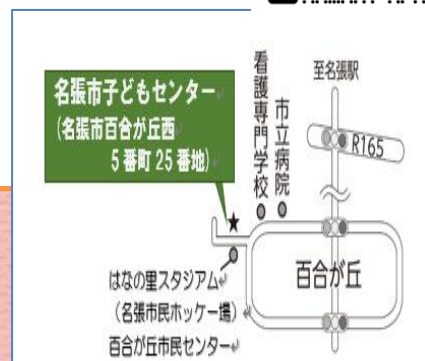 名張市子どもセンター
(名張市百合が丘西
5番町25番地)
看護専門学校
市立病院
至名張駅
R165
百合が丘
はなの里スタジアム
(名張市民ホッケー場)
百合が丘市民センター